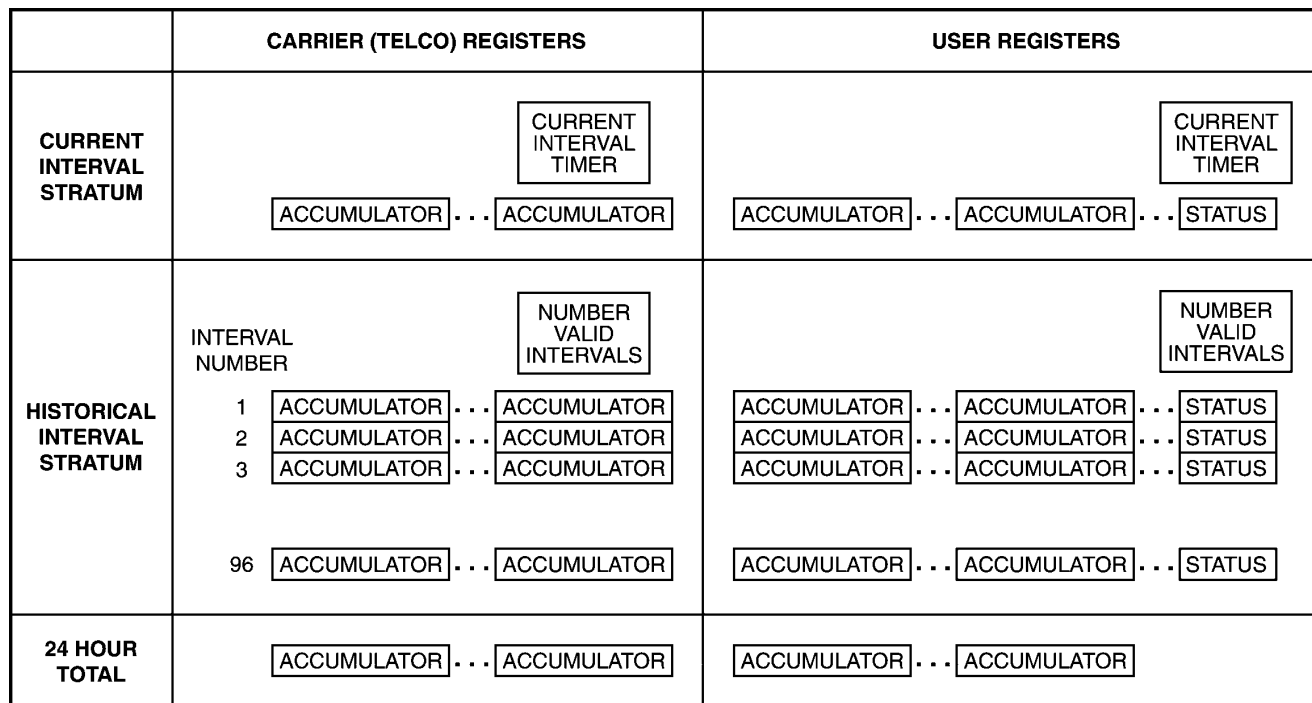 CARRIER (TELCO) REGISTERS
USER REGISTERS
CURRENT
INTERVAL
STRATUM
CURRENT
INTERVAL
TIMER
ACCUMULATOR . . . ACCUMULATOR
CURRENT
INTERVAL
TIMER
ACCUMULATOR . . . ACCUMULATOR . . . STATUS
HISTORICAL
INTERVAL
STRATUM
INTERVAL
NUMBER
NUMBER
VALID
INTERVALS
1 ACCUMULATOR . . . ACCUMULATOR
2 ACCUMULATOR . . . ACCUMULATOR
3 ACCUMULATOR . . . ACCUMULATOR
96 ACCUMULATOR . . . ACCUMULATOR
NUMBER
VALID
INTERVALS
ACCUMULATOR . . . ACCUMULATOR . . . STATUS
ACCUMULATOR . . . ACCUMULATOR . . . STATUS
ACCUMULATOR . . . ACCUMULATOR . . . STATUS
ACCUMULATOR . . . ACCUMULATOR . . . STATUS
24 HOUR
TOTAL
ACCUMULATOR . . . ACCUMULATOR
ACCUMULATOR . . . ACCUMULATOR